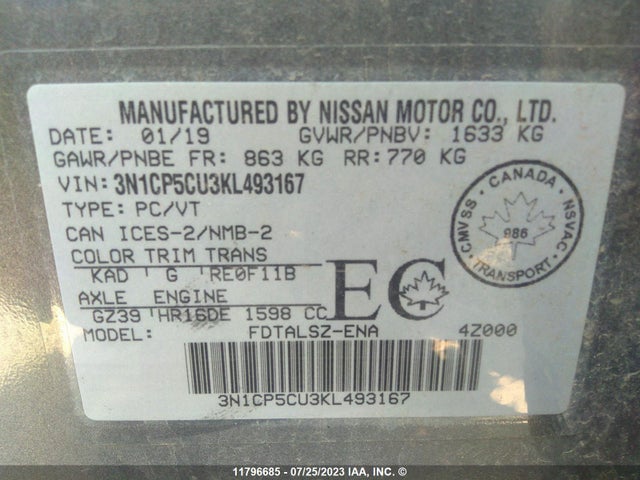 MANUFACTURED BY NISSAN MOTOR CO., LTD.
DATE: 01/19 GVWR/PNBV: 1633 KG
GAWR/PNBE FR: 863 KG RR: 770 KG
VIN: 3N1CP5CU3KL493167
TYPE: PC/VT
CAN ICES-2/NMB-2
COLOR TRIM TRANS
KAD G RE0F11B
AXLE ENGINE
GZ39 HR16DE 1598 CC
MODEL: FDTALSZ-ENA 4Z000
EC
CMVSS · CANADA · NSVAC
986
TRANSPORT
3N1CP5CU3KL493167
11796685 - 07/25/2023 IAA, INC. ©